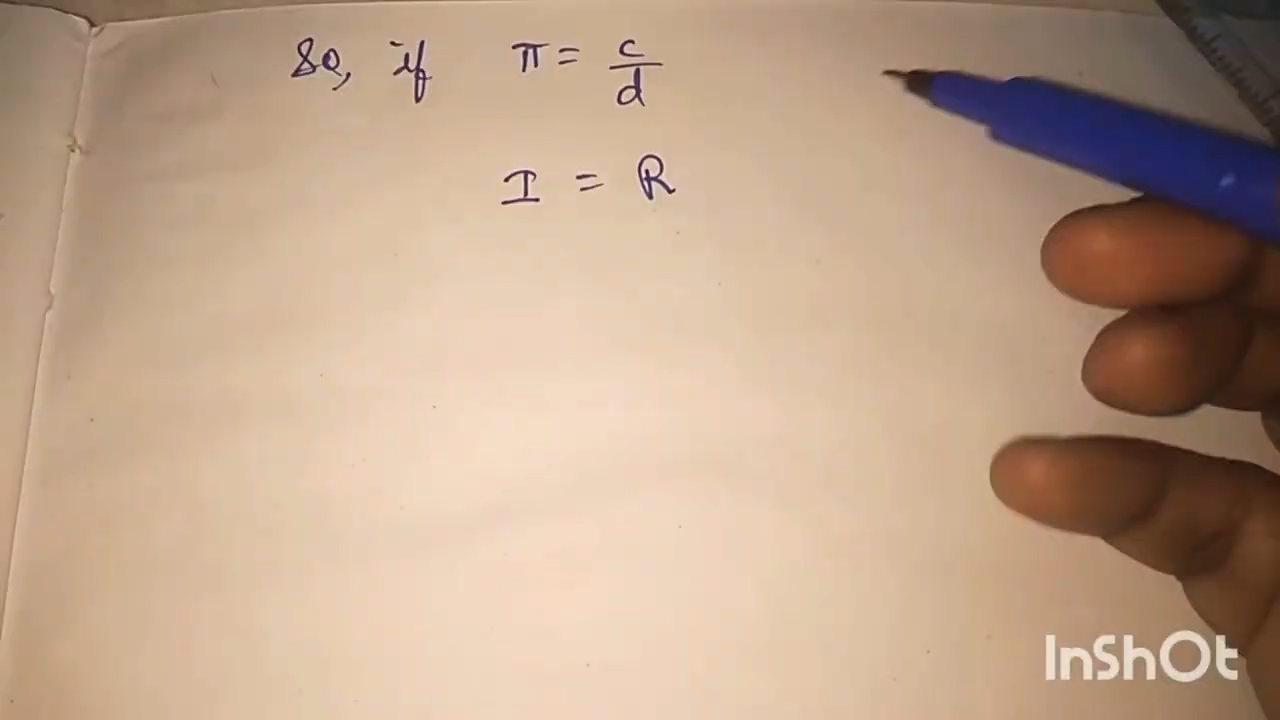 So, if π = c/d
I = R
InShOt